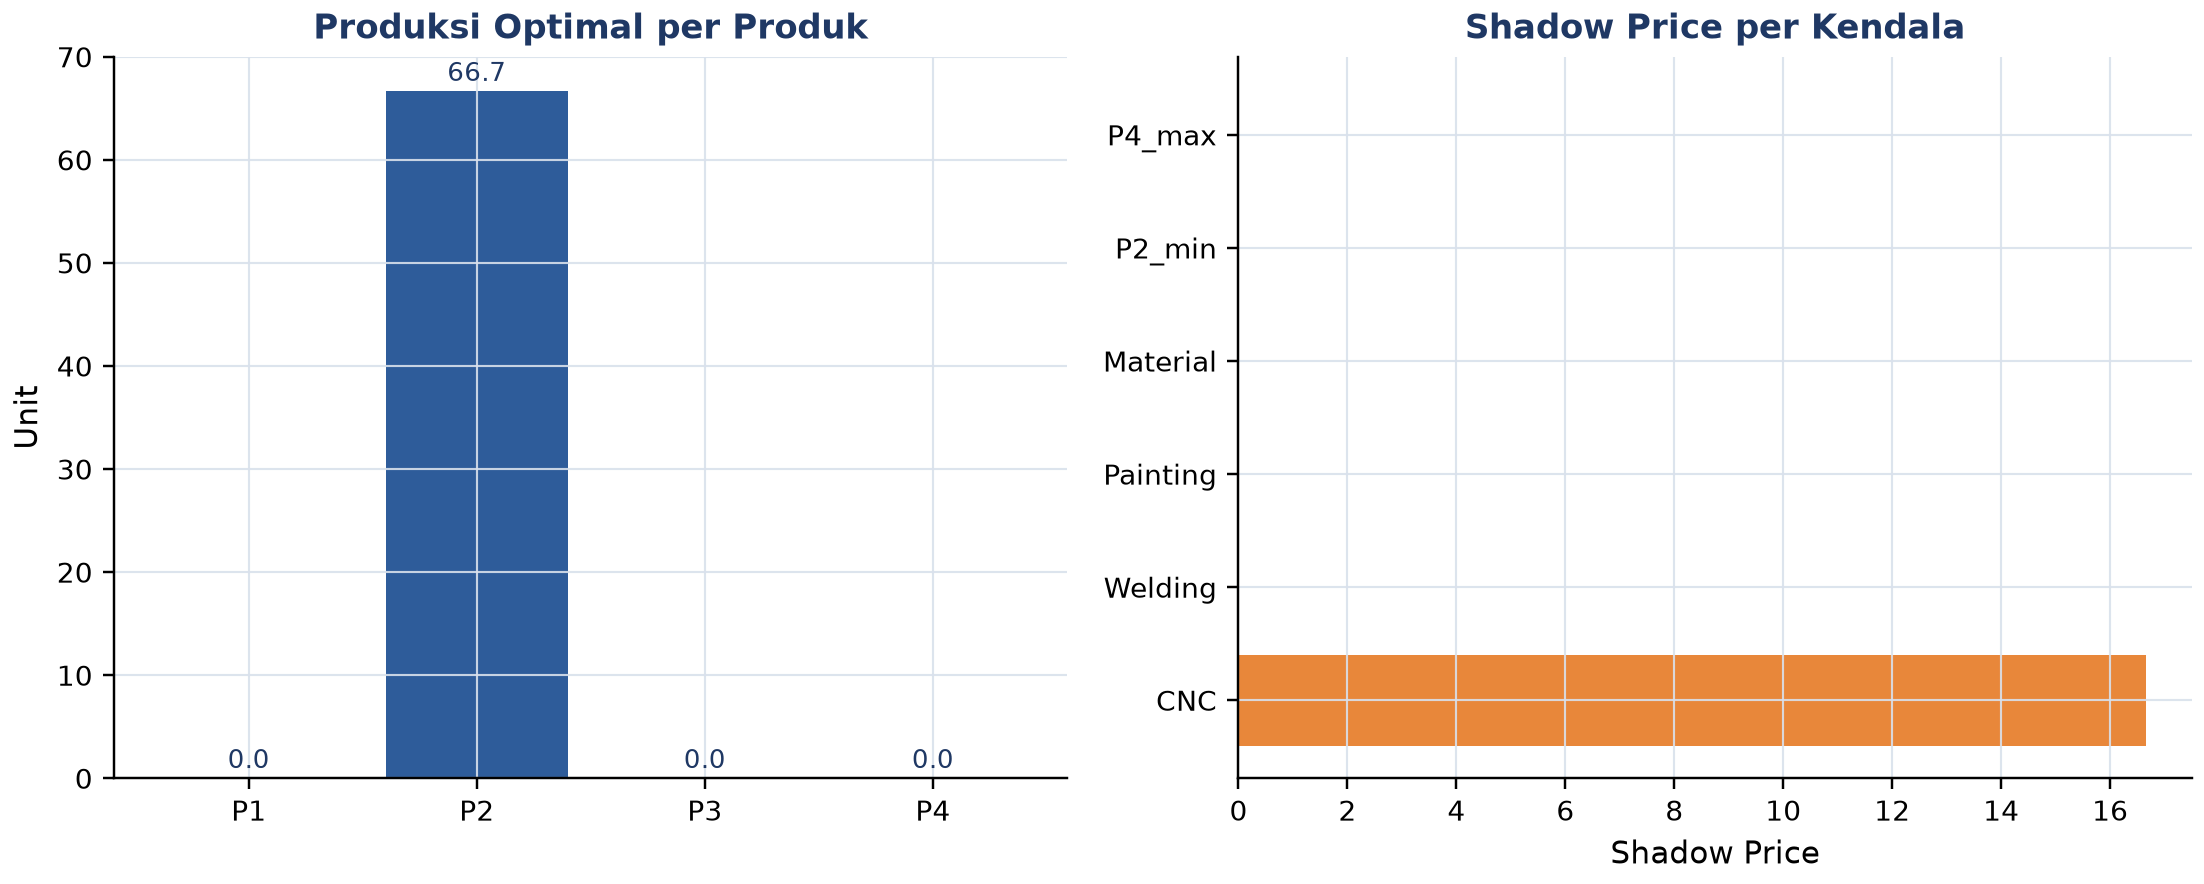 Produksi Optimal per Produk
70
60
50
40
30
20
10
0
Unit
66.7
0.0
0.0
0.0
P1
P2
P3
P4
Shadow Price per Kendala
P4_max
P2_min
Material
Painting
Welding
CNC
0
2
4
6
8
10
12
14
16
Shadow Price